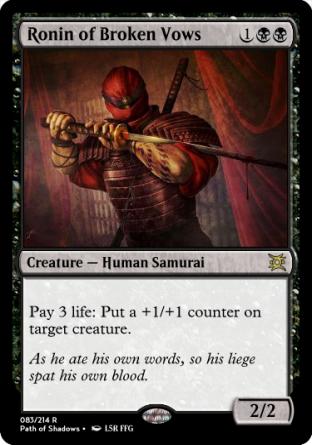 Ronin of Broken Vows 1
Creature — Human Samurai
Pay 3 life: Put a +1/+1 counter on
target creature.
As he ate his own words, so his liege
spat his own blood.
2/2
083/214 R
Path of Shadows • LSR FFG